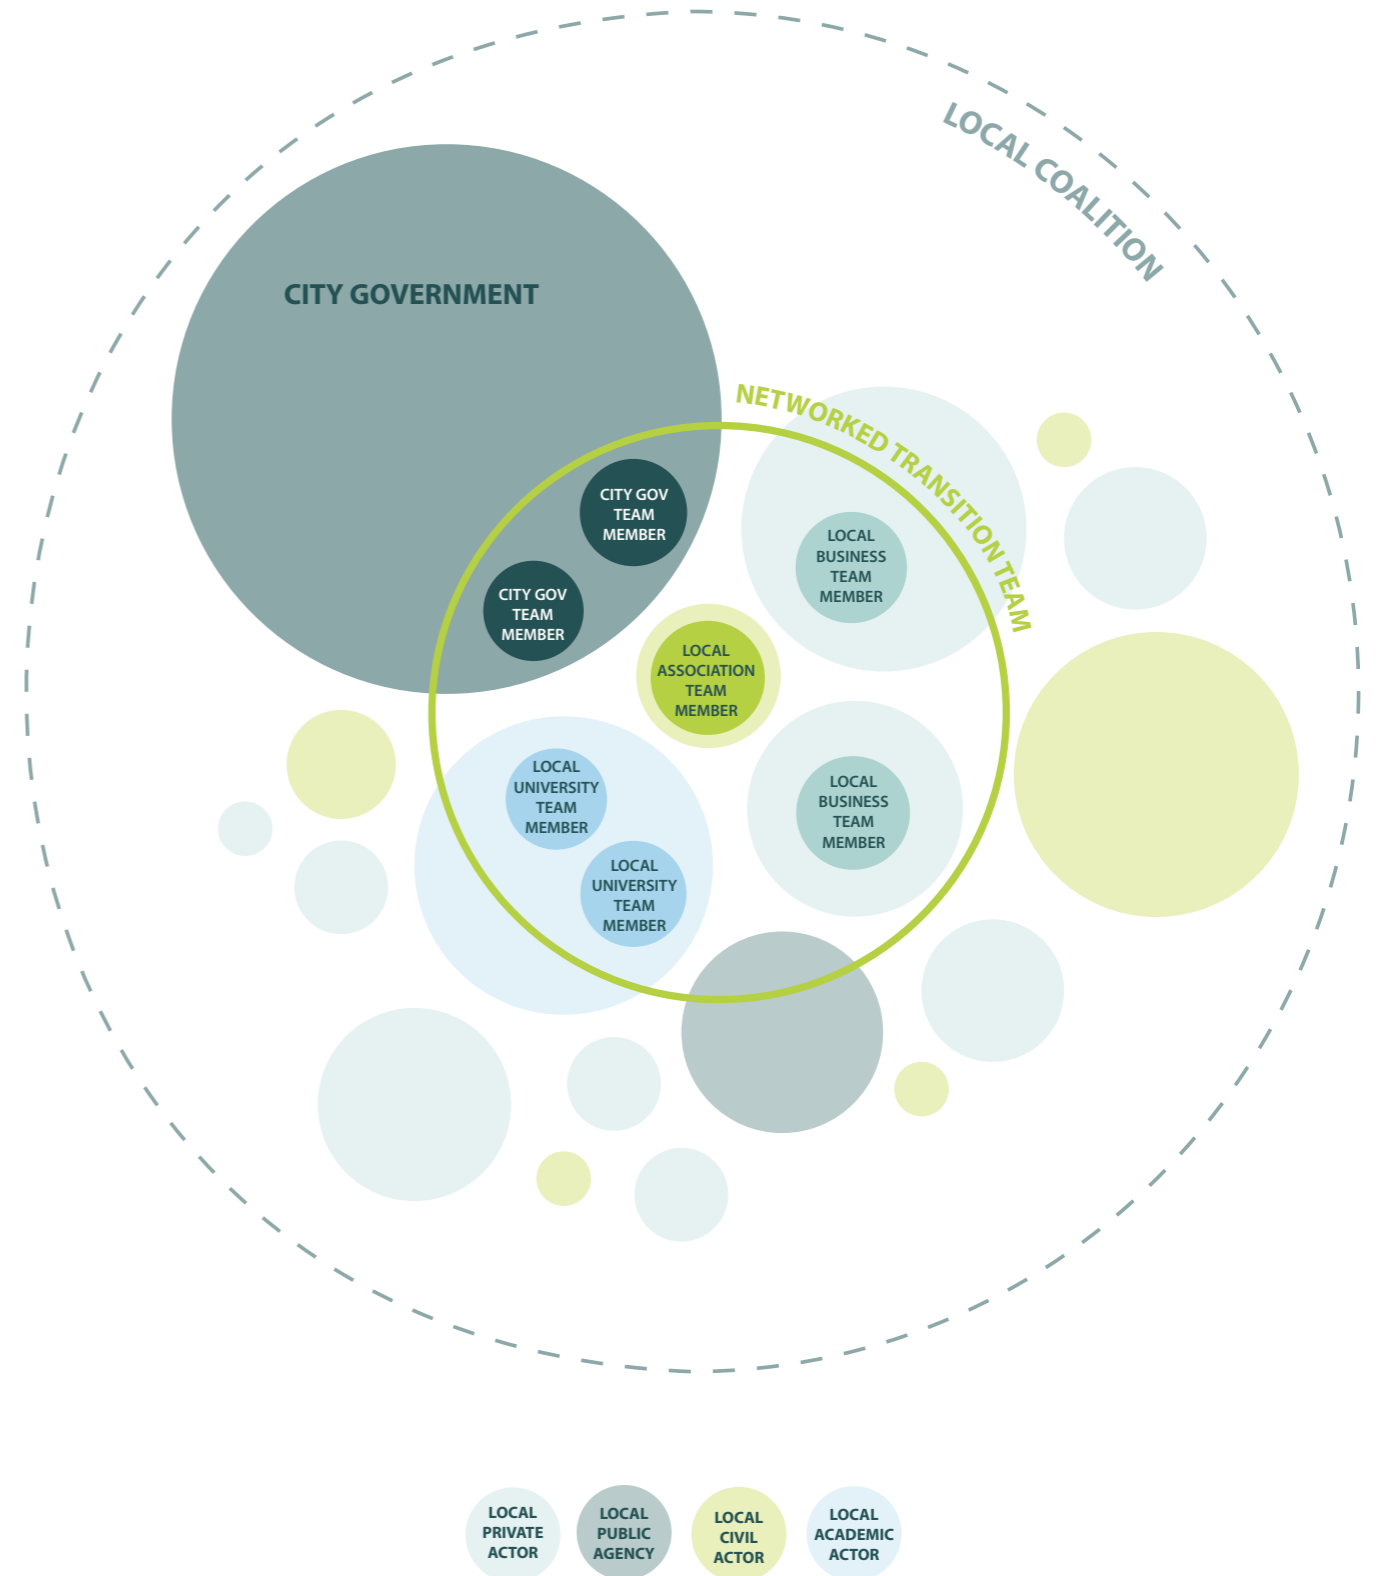 LOCAL COALITION
CITY GOVERNMENT
NETWORKED TRANSITION TEAM
CITY GOV
TEAM
MEMBER
CITY GOV
TEAM
MEMBER
LOCAL
BUSINESS
TEAM
MEMBER
LOCAL
ASSOCIATION
TEAM
MEMBER
LOCAL
UNIVERSITY
TEAM
MEMBER
LOCAL
BUSINESS
TEAM
MEMBER
LOCAL
UNIVERSITY
TEAM
MEMBER
LOCAL
PRIVATE
ACTOR
LOCAL
PUBLIC
AGENCY
LOCAL
CIVIL
ACTOR
LOCAL
ACADEMIC
ACTOR